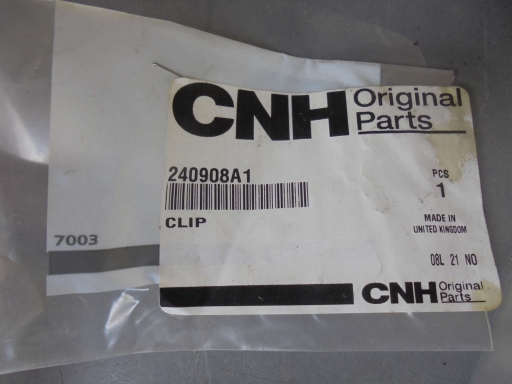 CNH Original Parts
240908A1
PCS
1
CLIP
MADE IN
UNITED KINGDOM
7003
08L 21 NO
CNH Original Parts